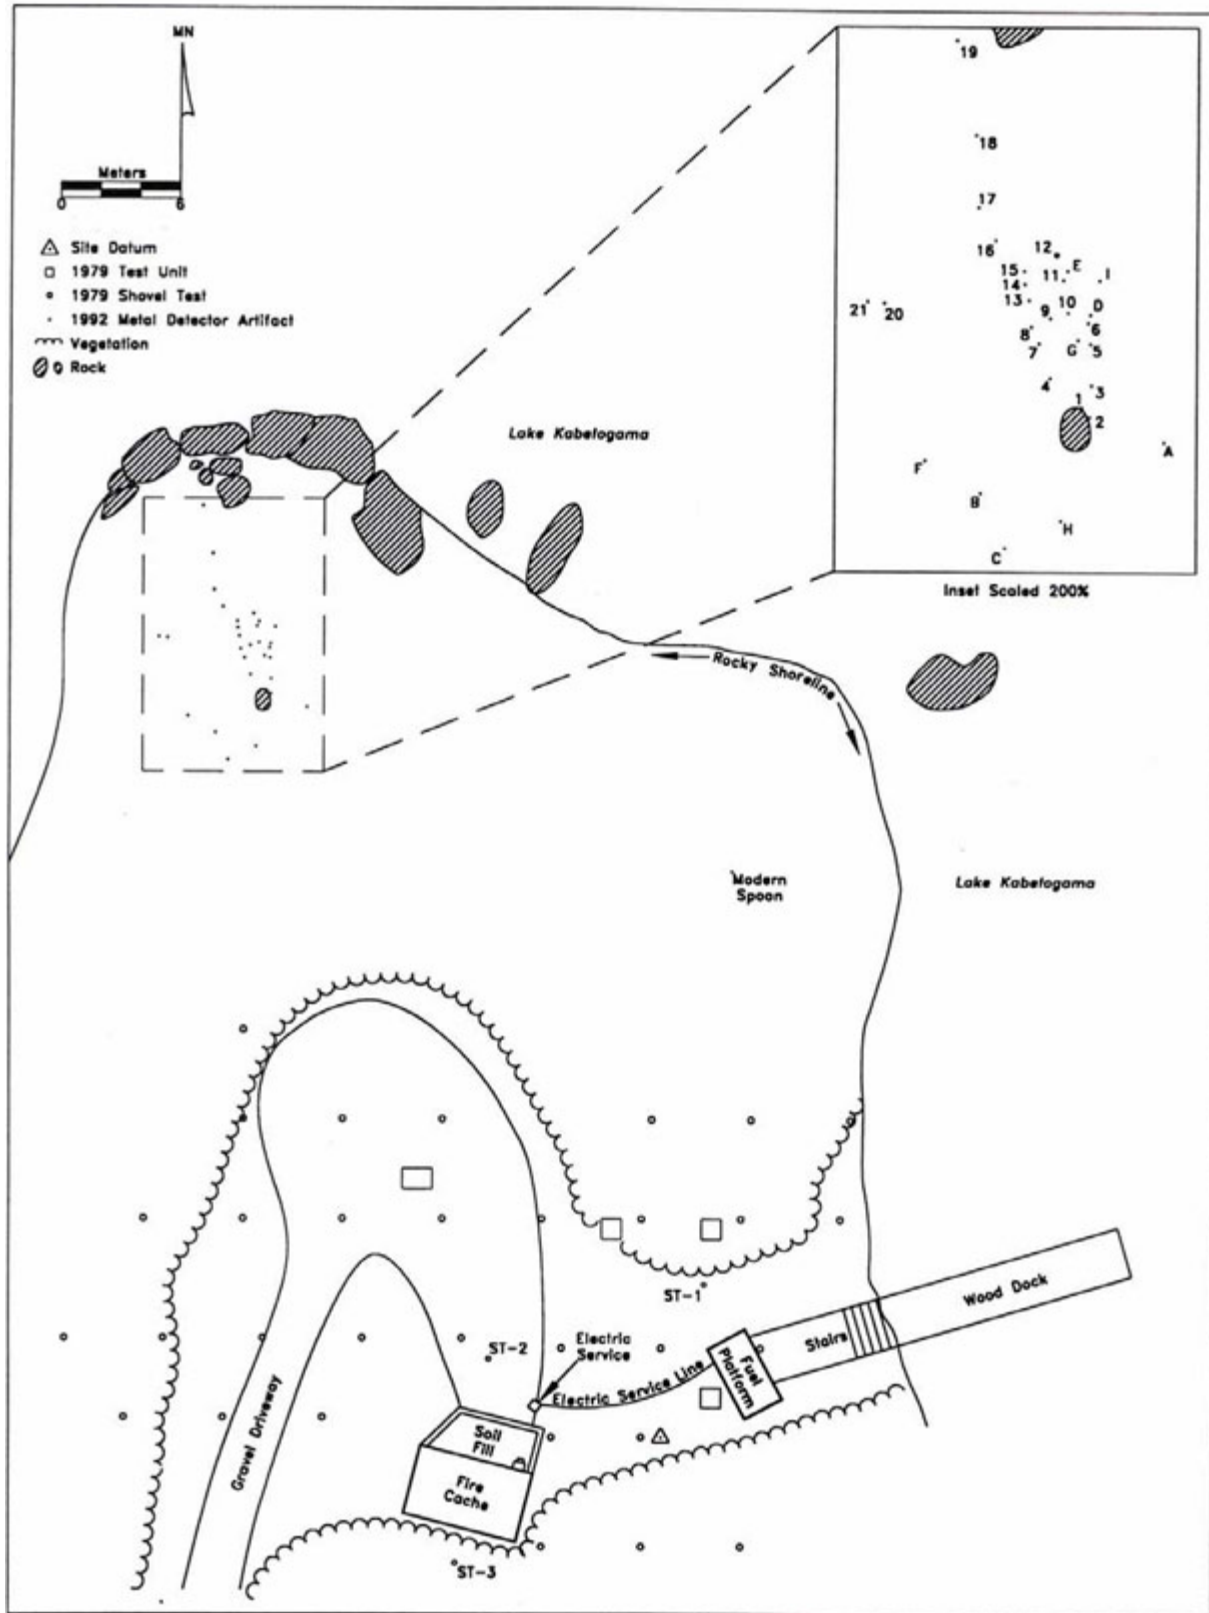 MN
Meters
0 6
Site Datum
1979 Test Unit
1979 Shovel Test
1992 Metal Detector Artifact
Vegetation
Rock
19
18
17
16
12
E
15
11
I
14
13
10
D
21
20
9
8
6
7
G
5
4
3
1
2
A
F
B
H
C
Inset Scaled 200%
Lake Kabetogama
Rocky Shoreline
Modern
Spoon
Lake Kabetogama
ST-1
Wood Dock
Stairs
Fuel
Platform
Electric
Service
ST-2
Electric Service Line
Gravel Driveway
Soil
Fill
Fire
Cache
ST-3